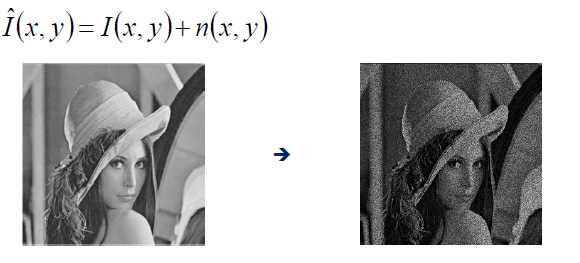 Î(x, y)= I(x, y)+n(x, y)